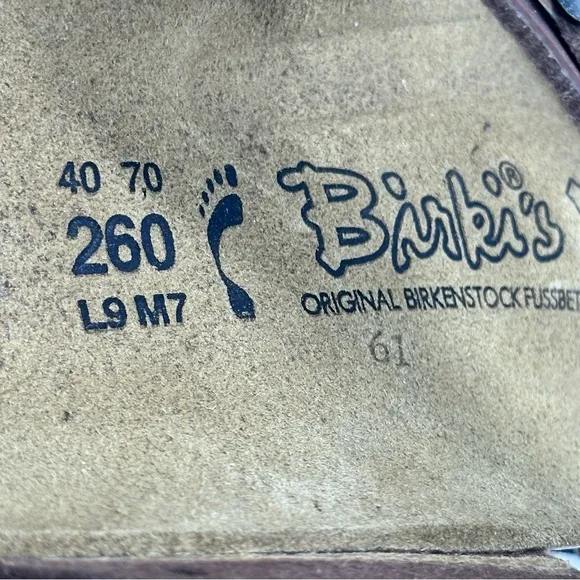 40 7,0
260
L9 M7
Birki's®
ORIGINAL BIRKENSTOCK FUSSBET
61